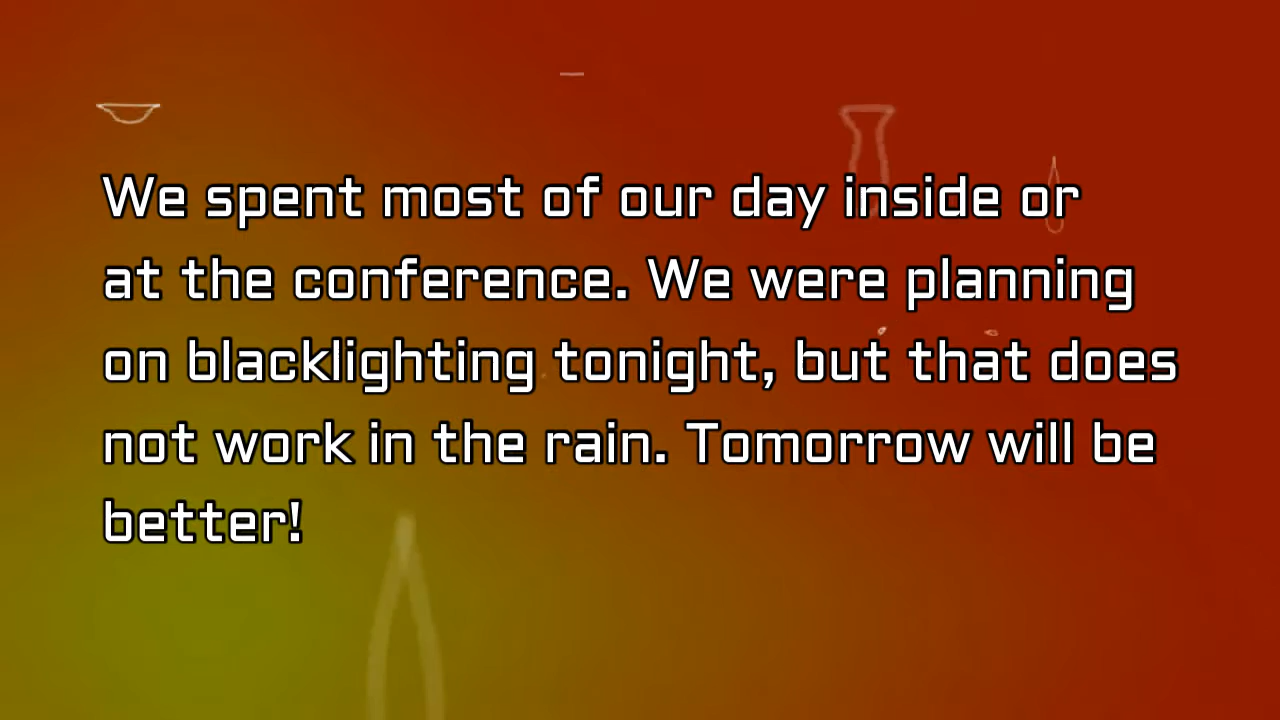 We spent most of our day inside or
at the conference. We were planning
on blacklighting tonight, but that does
not work in the rain. Tomorrow will be
better!